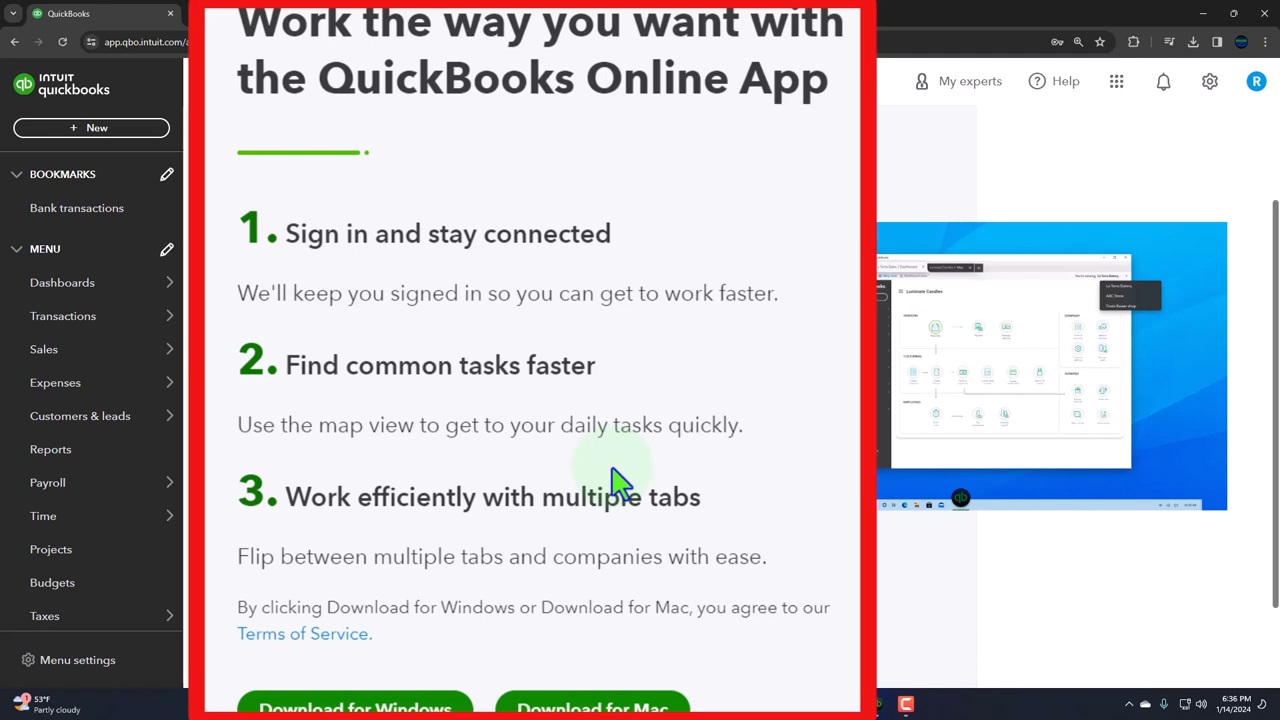 app.qbo.intuit.com/
INTUIT
quickbooks
My experts
Help
R
+ New
BOOKMARKS
Bank transactions
MENU
Dashboards
Transactions
Sales
Expenses
Customers & leads
Reports
Payroll
Time
Projects
Budgets
Taxes
Menu settings
Work the way you want with
the QuickBooks Online App
1. Sign in and stay connected
We'll keep you signed in so you can get to work faster.
2. Find common tasks faster
Use the map view to get to your daily tasks quickly.
3. Work efficiently with multiple tabs
Flip between multiple tabs and companies with ease.
By clicking Download for Windows or Download for Mac, you agree to our
Terms of Service.
Download for Windows
Download for Mac
Luminate Candles
1
53°F
Partly cloudy
6:36 PM
1/14/2024